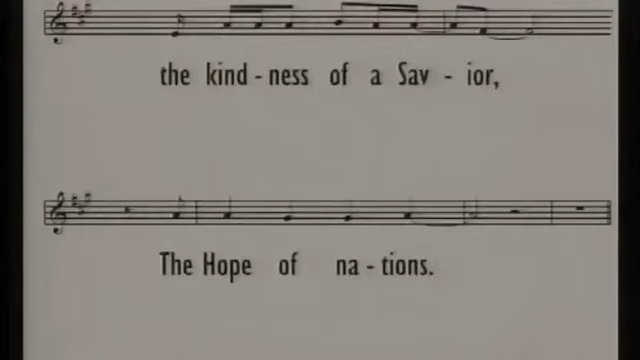 the kind - ness of a Sav - ior,
The Hope of na - tions.